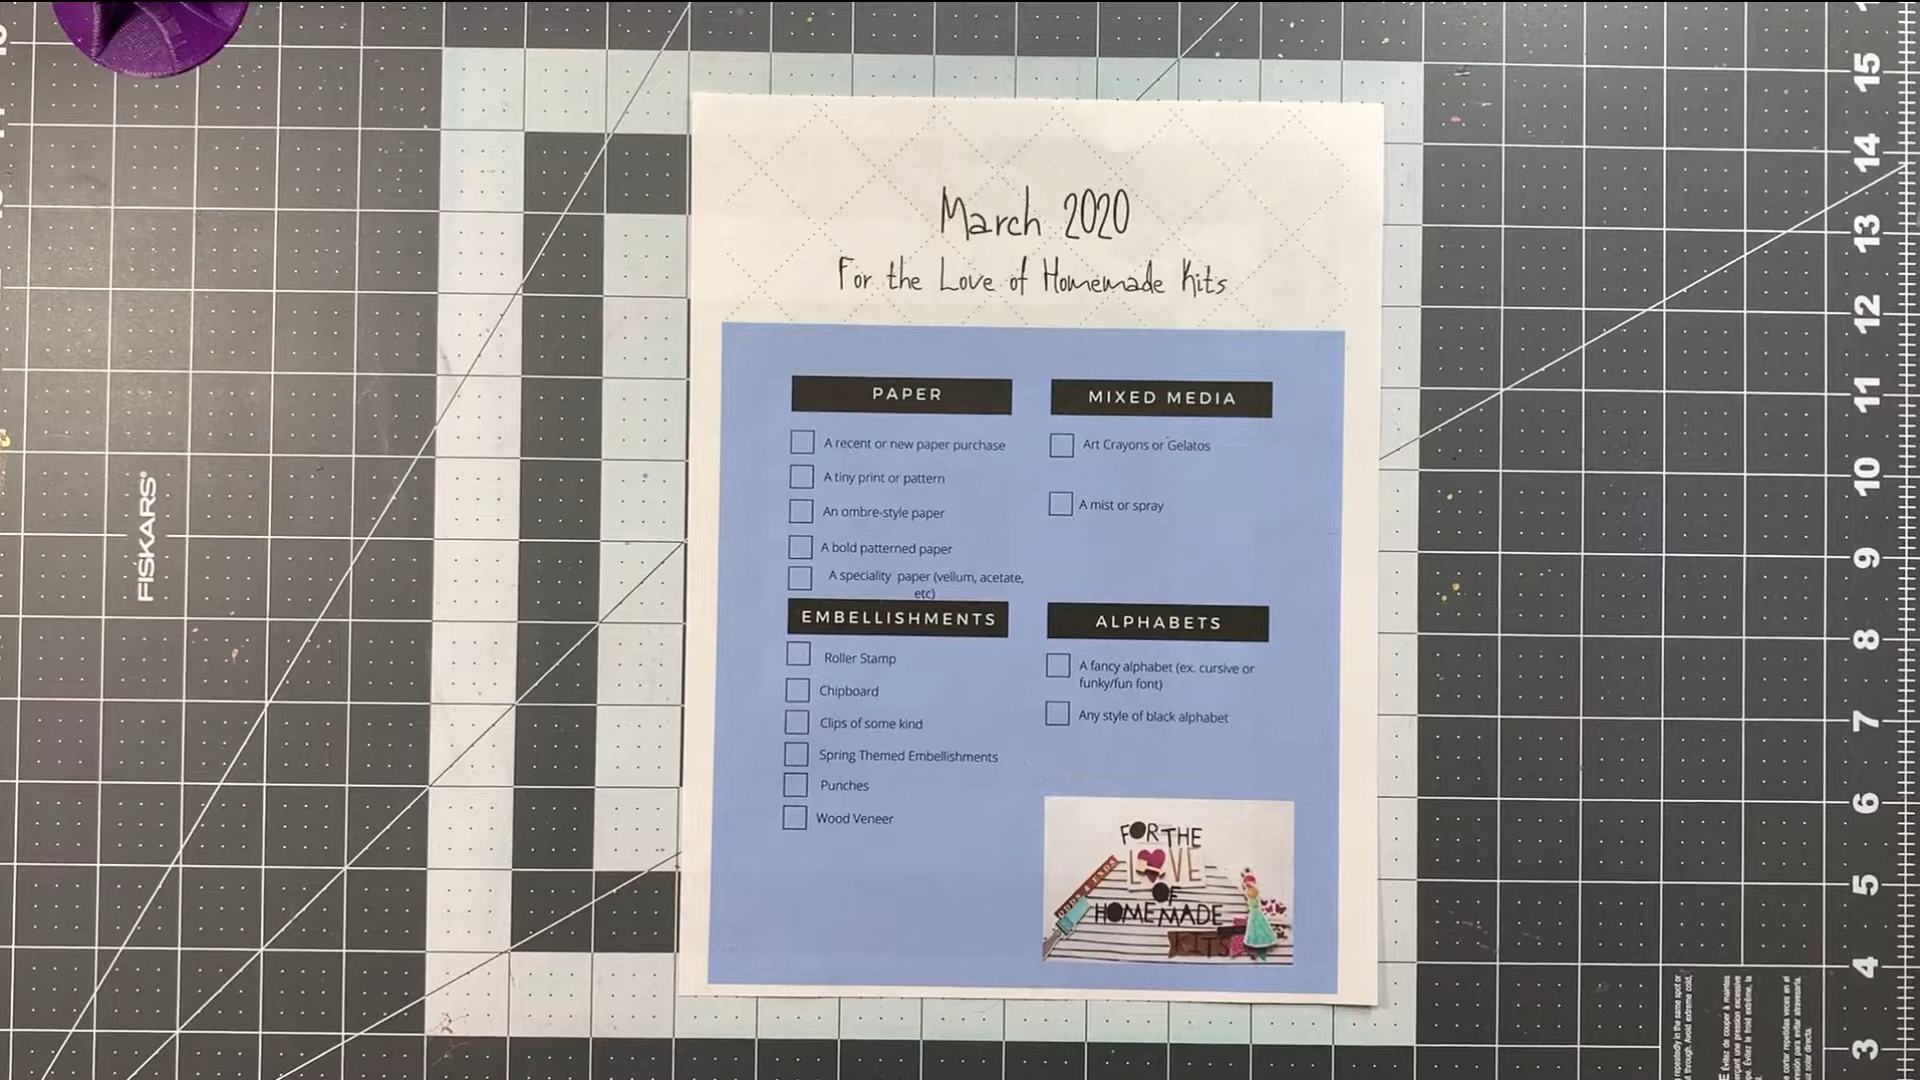 March 2020
For the Love of Homemade Kits
PAPER
A recent or new paper purchase
A tiny print or pattern
An ombre-style paper
A bold patterned paper
A speciality paper (vellum, acetate,
etc)
MIXED MEDIA
Art Crayons or Gelatos
A mist or spray
EMBELLISHMENTS
Roller Stamp
Chipboard
Clips of some kind
Spring Themed Embellishments
Punches
Wood Veneer
ALPHABETS
A fancy alphabet (ex. cursive or
funky/fun font)
Any style of black alphabet
FOR THE
LOVE
OF
HOMEMADE
KITS
ODDS & ENDS
FISKARS
15
14
13
12
11
10
9
8
7
6
5
4
3